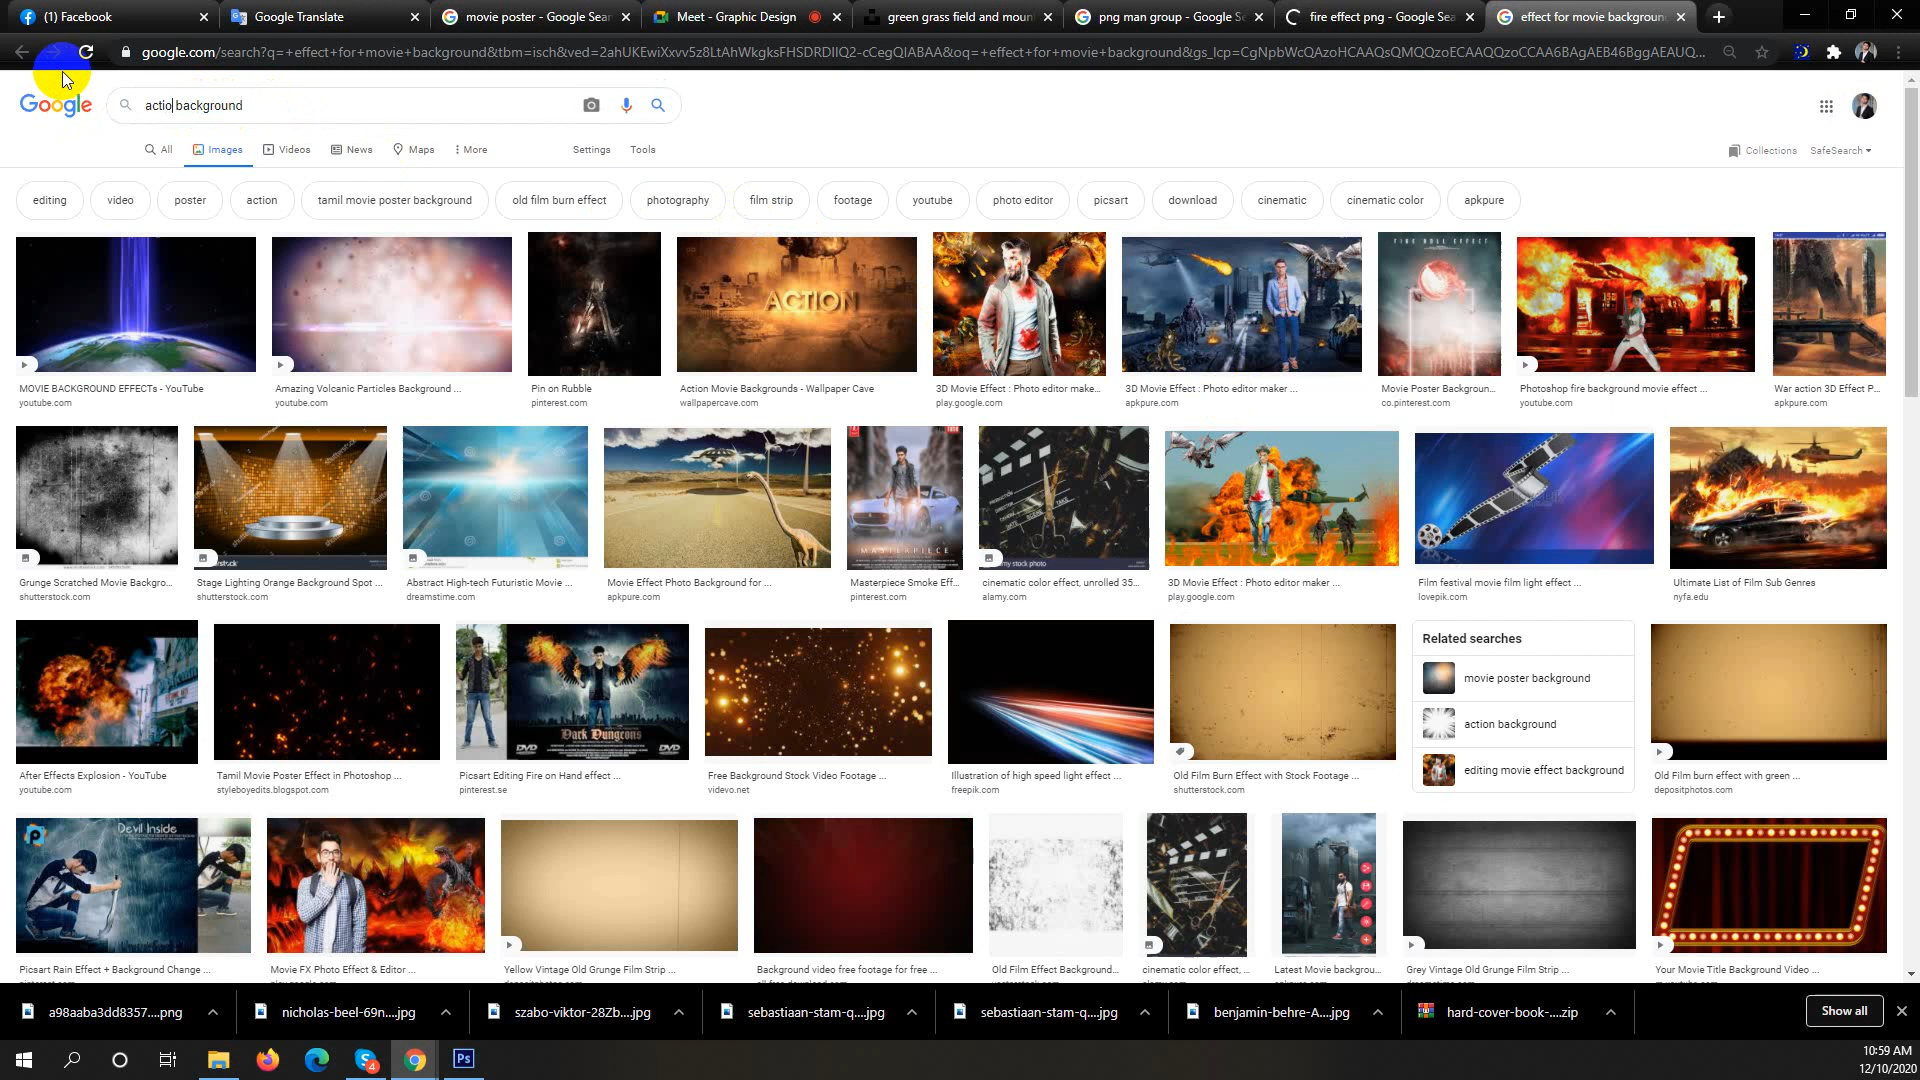 (1) Facebook
Google Translate
movie poster - Google Sear
Meet - Graphic Design
green grass field and moun
png man group - Google Se
fire effect png - Google Sea
effect for movie background
google.com/search?q=+effect+for+movie+background&tbm=isch&ved=2ahUKEwiXxvv5z8LtAhWkgksFHSDRDIIQ2-cCegQIABAA&oq=+effect+for+movie+background&gs_lcp=CgNpbWcQAzoHCAAQsQMQQzoECAAQQzoCCAA6BAgAEB46BggAEAUQ...
Google
actio background
All
Images
Videos
News
Maps
More
Settings
Tools
Collections
SafeSearch
editing
video
poster
action
tamil movie poster background
old film burn effect
photography
film strip
footage
youtube
photo editor
picsart
download
cinematic
cinematic color
apkpure
ACTION
FIRE BALL EFFECT
MOVIE BACKGROUND EFFECTs - YouTube
youtube.com
Amazing Volcanic Particles Background ...
youtube.com
Pin on Rubble
pinterest.com
Action Movie Backgrounds - Wallpaper Cave
wallpapercave.com
3D Movie Effect : Photo editor make...
play.google.com
3D Movie Effect : Photo editor maker ...
apkpure.com
Movie Poster Backgroun...
co.pinterest.com
Photoshop fire background movie effect ...
youtube.com
War action 3D Effect P...
apkpure.com
MASTERPIECE
Grunge Scratched Movie Backgro...
shutterstock.com
Stage Lighting Orange Background Spot ...
shutterstock.com
Abstract High-tech Futuristic Movie ...
dreamstime.com
Movie Effect Photo Background for ...
apkpure.com
Masterpiece Smoke Eff...
pinterest.com
cinematic color effect, unrolled 35...
alamy.com
3D Movie Effect : Photo editor maker ...
play.google.com
Film festival movie film light effect ...
lovepik.com
Ultimate List of Film Sub Genres
nyfa.edu
Dark Dungeons
DVD
DVD
Related searches
movie poster background
action background
editing movie effect background
After Effects Explosion - YouTube
youtube.com
Tamil Movie Poster Effect in Photoshop ...
styleboyedits.blogspot.com
Picsart Editing Fire on Hand effect ...
pinterest.se
Free Background Stock Video Footage ...
videvo.net
Illustration of high speed light effect ...
freepik.com
Old Film Burn Effect with Stock Footage ...
shutterstock.com
Old Film burn effect with green ...
depositphotos.com
Devil Inside
Picsart Rain Effect + Background Change ...
Movie FX Photo Effect & Editor ...
Yellow Vintage Old Grunge Film Strip ...
Background video free footage for free ...
Old Film Effect Background...
cinematic color effect, ...
Latest Movie backgrou...
Grey Vintage Old Grunge Film Strip ...
Your Movie Title Background Video ...
a98aaba3dd8357....png
nicholas-beel-69n....jpg
szabo-viktor-28Zb....jpg
sebastiaan-stam-q....jpg
sebastiaan-stam-q....jpg
benjamin-behre-A....jpg
hard-cover-book-....zip
Show all
4
Ps
10:59 AM
12/10/2020